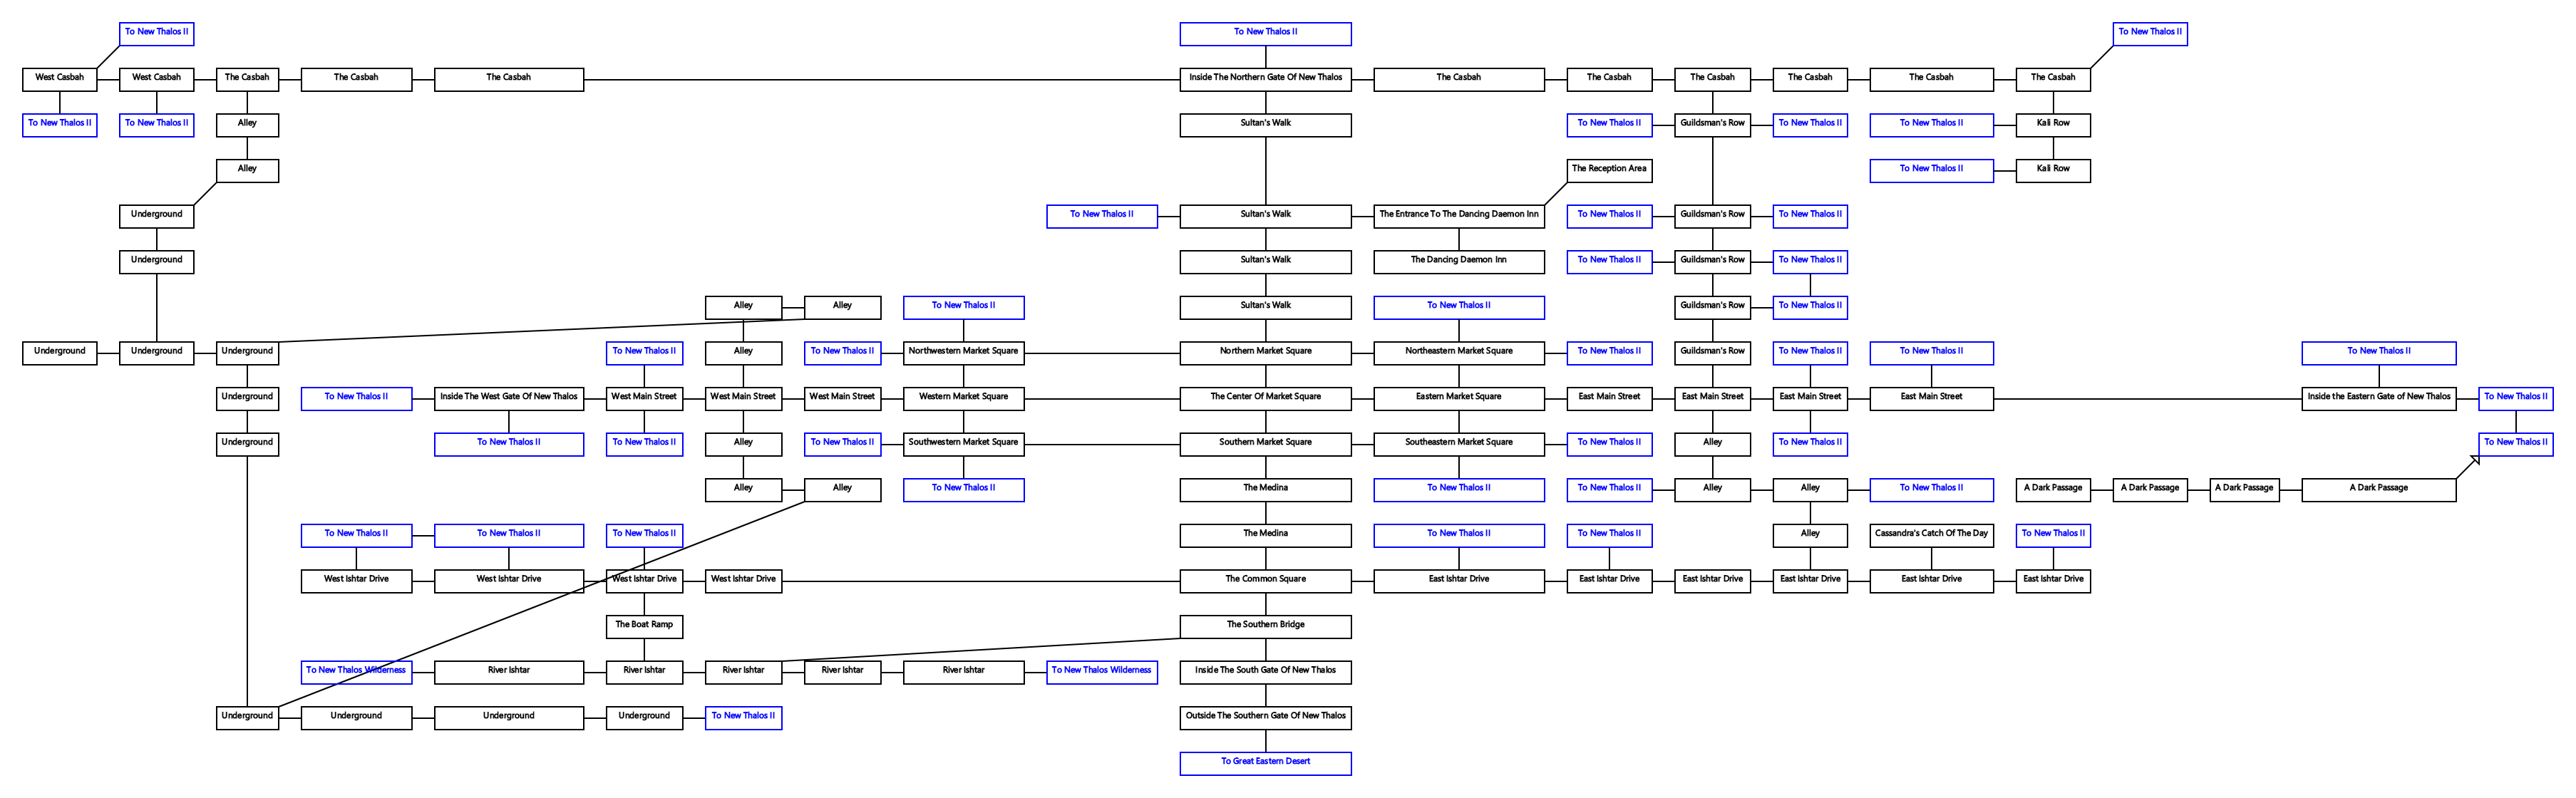 To New Thalos II
To New Thalos II
To New Thalos II
West Casbah
West Casbah
The Casbah
The Casbah
The Casbah
Inside The Northern Gate Of New Thalos
The Casbah
The Casbah
The Casbah
The Casbah
The Casbah
The Casbah
To New Thalos II
To New Thalos II
Alley
Sultan's Walk
To New Thalos II
Guildsman's Row
To New Thalos II
To New Thalos II
Kali Row
Alley
The Reception Area
To New Thalos II
Kali Row
Underground
To New Thalos II
Sultan's Walk
The Entrance To The Dancing Daemon Inn
To New Thalos II
Guildsman's Row
To New Thalos II
Underground
Sultan's Walk
The Dancing Daemon Inn
To New Thalos II
Guildsman's Row
To New Thalos II
Alley
Alley
To New Thalos II
Sultan's Walk
To New Thalos II
Guildsman's Row
To New Thalos II
Underground
Underground
Underground
To New Thalos II
Alley
To New Thalos II
Northwestern Market Square
Northern Market Square
Northeastern Market Square
To New Thalos II
Guildsman's Row
To New Thalos II
To New Thalos II
To New Thalos II
Underground
To New Thalos II
Inside The West Gate Of New Thalos
West Main Street
West Main Street
West Main Street
Western Market Square
The Center Of Market Square
Eastern Market Square
East Main Street
East Main Street
East Main Street
East Main Street
Inside the Eastern Gate of New Thalos
To New Thalos II
Underground
To New Thalos II
To New Thalos II
Alley
To New Thalos II
Southwestern Market Square
Southern Market Square
Southeastern Market Square
To New Thalos II
Alley
To New Thalos II
To New Thalos II
Alley
Alley
To New Thalos II
The Medina
To New Thalos II
To New Thalos II
Alley
Alley
To New Thalos II
A Dark Passage
A Dark Passage
A Dark Passage
A Dark Passage
To New Thalos II
To New Thalos II
To New Thalos II
The Medina
To New Thalos II
To New Thalos II
Alley
Cassandra's Catch Of The Day
To New Thalos II
West Ishtar Drive
West Ishtar Drive
West Ishtar Drive
West Ishtar Drive
The Common Square
East Ishtar Drive
East Ishtar Drive
East Ishtar Drive
East Ishtar Drive
East Ishtar Drive
East Ishtar Drive
The Boat Ramp
The Southern Bridge
To New Thalos Wilderness
River Ishtar
River Ishtar
River Ishtar
River Ishtar
River Ishtar
To New Thalos Wilderness
Inside The South Gate Of New Thalos
Underground
Underground
Underground
Underground
To New Thalos II
Outside The Southern Gate Of New Thalos
To Great Eastern Desert